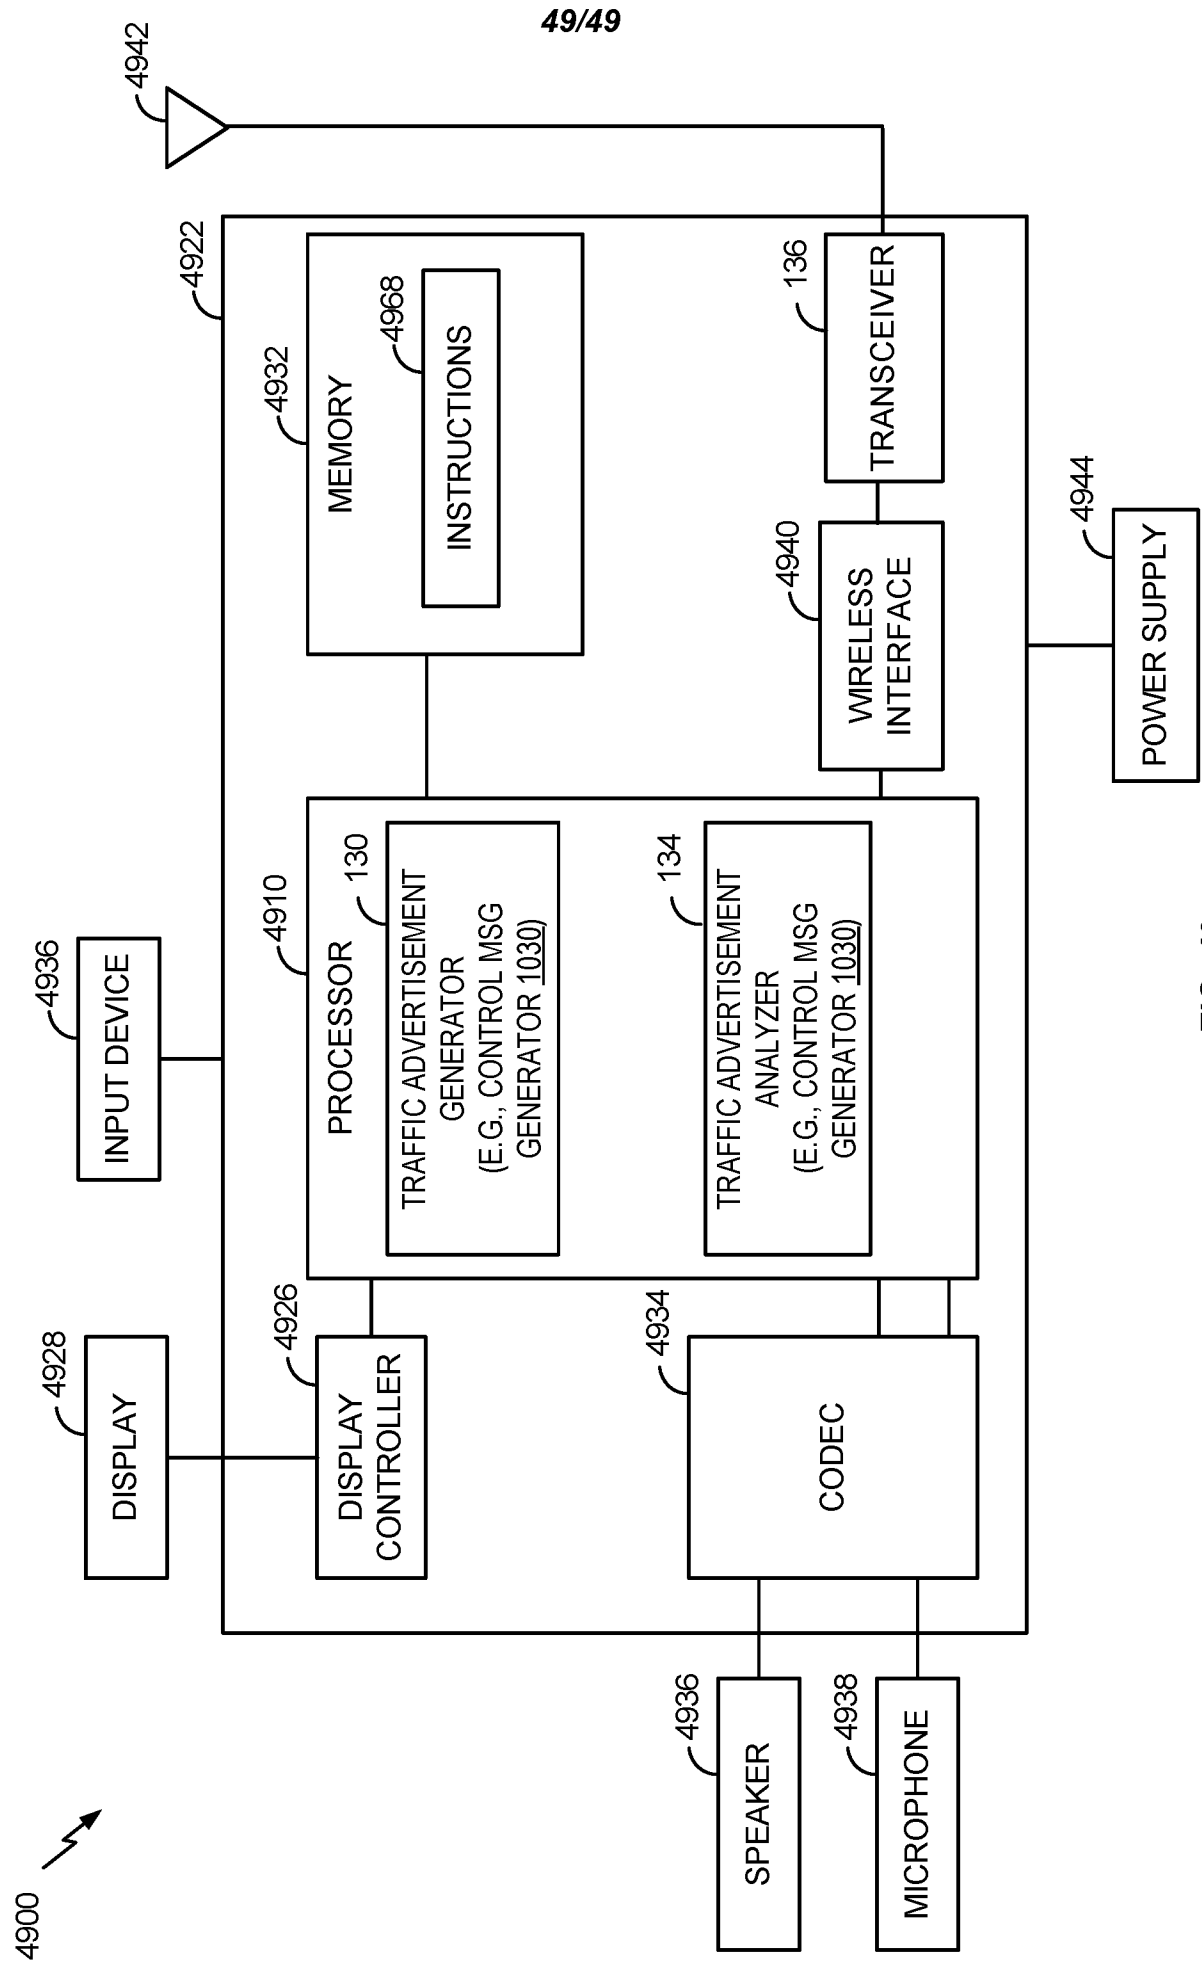 49/49
4900
4928
DISPLAY
4936
INPUT DEVICE
4942
4922
4926
DISPLAY
CONTROLLER
4910
PROCESSOR
130
TRAFFIC ADVERTISEMENT
GENERATOR
(E.G., CONTROL MSG
GENERATOR 1030)
134
TRAFFIC ADVERTISEMENT
ANALYZER
(E.G., CONTROL MSG
GENERATOR 1030)
4932
MEMORY
4968
INSTRUCTIONS
4936
SPEAKER
4938
MICROPHONE
4934
CODEC
4940
WIRELESS
INTERFACE
136
TRANSCEIVER
4944
POWER SUPPLY